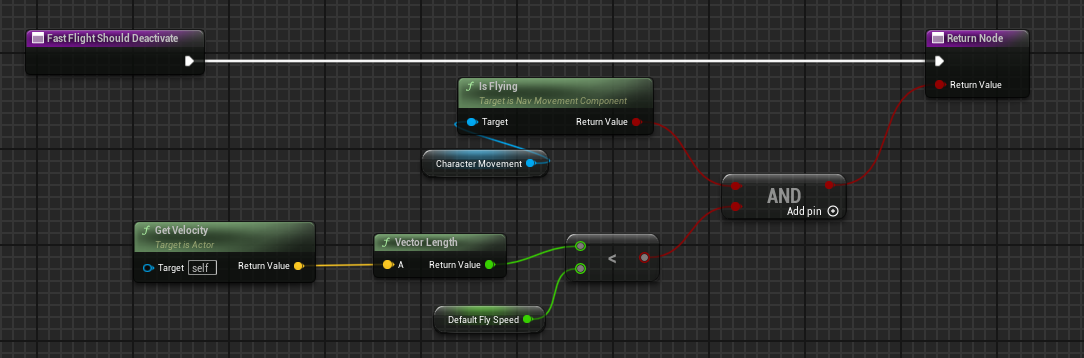 Fast Flight Should Deactivate
Return Node
Return Value
f Is Flying
Target is Nav Movement Component
Target Return Value
Character Movement
AND
Add pin
f Get Velocity
Target is Actor
Target self Return Value
f Vector Length
A Return Value
<
Default Fly Speed